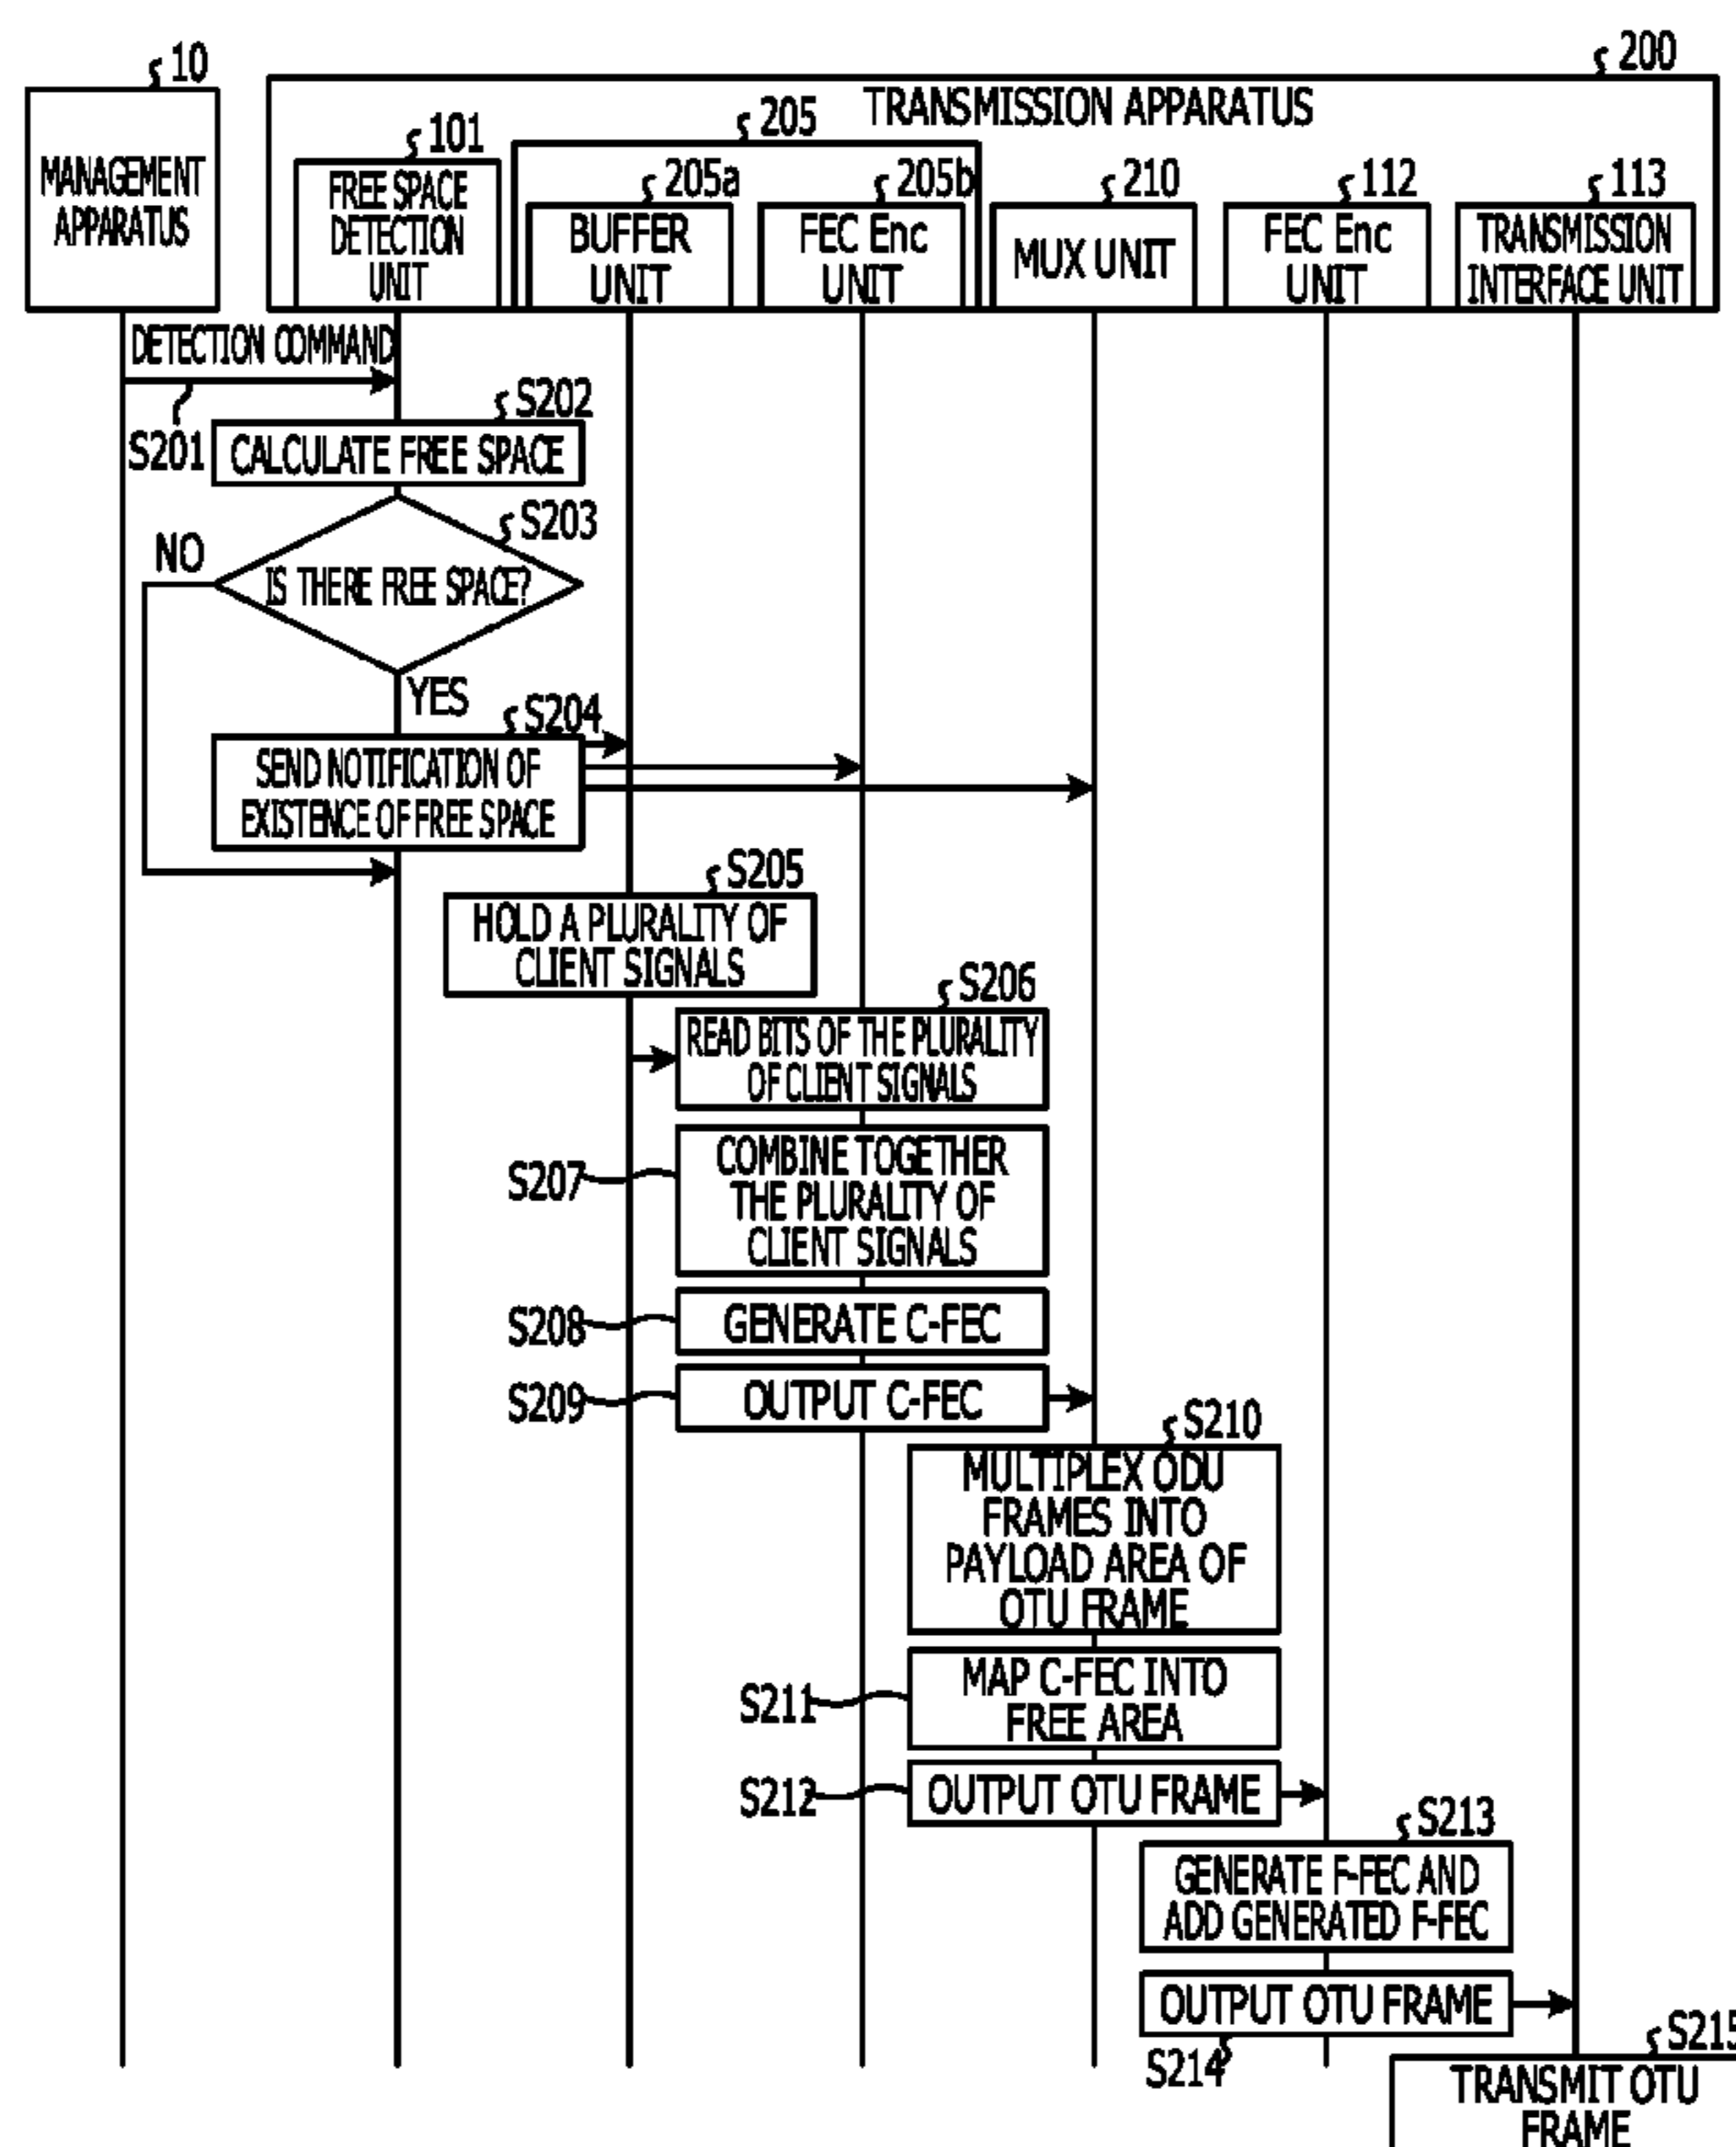 10
200
TRANSMISSION APPARATUS
MANAGEMENT
APPARATUS
101
FREE SPACE
DETECTION
UNIT
205
205a
BUFFER
UNIT
205b
FEC Enc
UNIT
210
MUX UNIT
112
FEC Enc
UNIT
113
TRANSMISSION
INTERFACE UNIT
DETECTION COMMAND
S201
S202
CALCULATE FREE SPACE
S203
NO
IS THERE FREE SPACE?
YES
S204
SEND NOTIFICATION OF
EXISTENCE OF FREE SPACE
S205
HOLD A PLURALITY OF
CLIENT SIGNALS
S206
READ BITS OF THE PLURALITY
OF CLIENT SIGNALS
S207
COMBINE TOGETHER
THE PLURALITY OF
CLIENT SIGNALS
S208
GENERATE C-FEC
S209
OUTPUT C-FEC
S210
MULTIPLEX ODU
FRAMES INTO
PAYLOAD AREA OF
OTU FRAME
S211
MAP C-FEC INTO
FREE AREA
S212
OUTPUT OTU FRAME
S213
GENERATE F-FEC AND
ADD GENERATED F-FEC
OUTPUT OTU FRAME
S214
S215
TRANSMIT OTU
FRAME